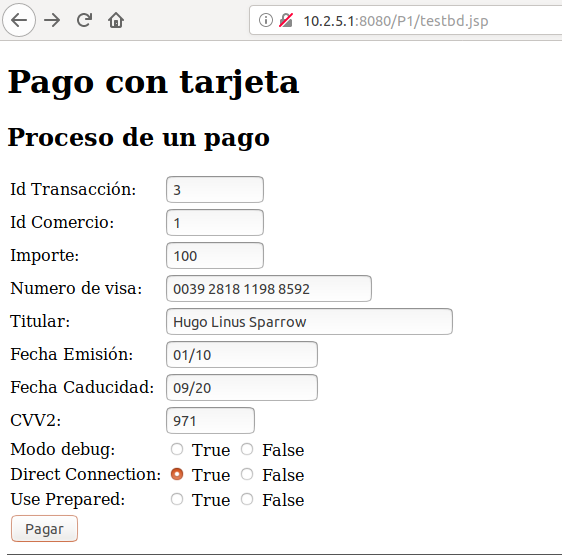 10.2.5.1:8080/P1/testbd.jsp
Pago con tarjeta
Proceso de un pago
Id Transacción: 3
Id Comercio: 1
Importe: 100
Numero de visa: 0039 2818 1198 8592
Titular: Hugo Linus Sparrow
Fecha Emisión: 01/10
Fecha Caducidad: 09/20
CVV2: 971
Modo debug: True False
Direct Connection: True False
Use Prepared: True False
Pagar